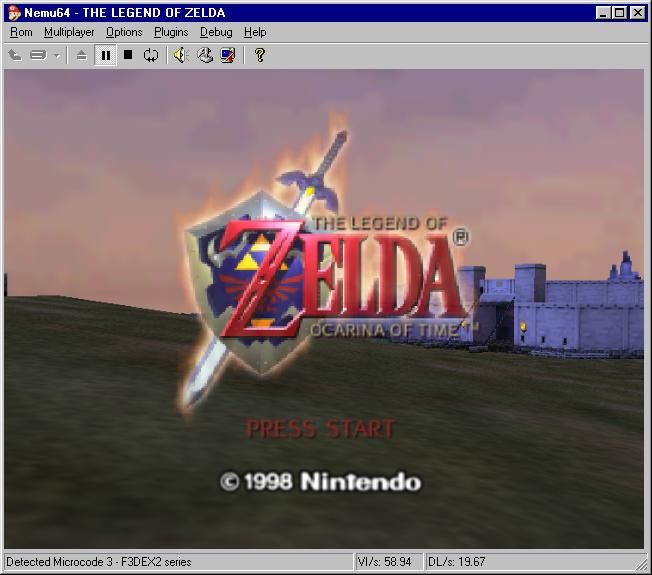 Nemu64 - THE LEGEND OF ZELDA
Rom Multiplayer Options Plugins Debug Help
THE LEGEND OF
ZELDA®
OCARINA OF TIME™
PRESS START
© 1998 Nintendo
Detected Microcode 3 - F3DEX2 series VI/s: 58.94 DL/s: 19.67